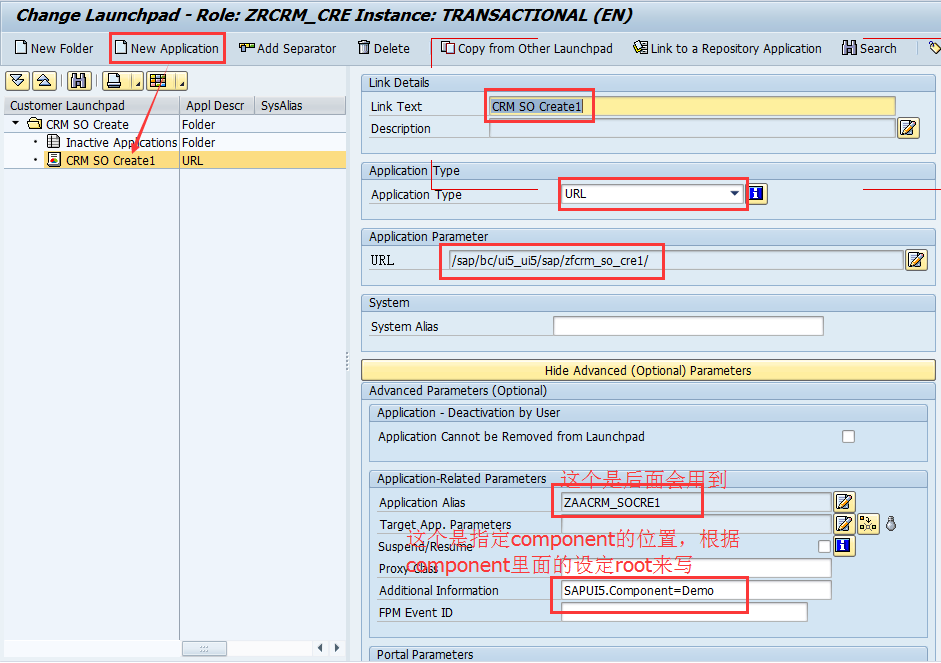 Change Launchpad - Role: ZRCRM_CRE Instance: TRANSACTIONAL (EN)
New Folder New Application Add Separator Delete Copy from Other Launchpad Link to a Repository Application Search
Customer Launchpad Appl Descr SysAlias
CRM SO Create Folder
Inactive Applications Folder
CRM SO Create1 URL
Link Details
Link Text CRM SO Create1
Description
Application Type
Application Type URL
Application Parameter
URL /sap/bc/ui5_ui5/sap/zfcrm_so_cre1/
System
System Alias
Hide Advanced (Optional) Parameters
Advanced Parameters (Optional)
Application - Deactivation by User
Application Cannot be Removed from Launchpad
Application-Related Parameters 这个是后面会用到
Application Alias ZAACRM_SOCRE1
Target App. Parameters
这个是指定component的位置，根据
Suspend/Resume
component里面的设定root来写
Proxy Class
Additional Information SAPUI5.Component=Demo
FPM Event ID
Portal Parameters